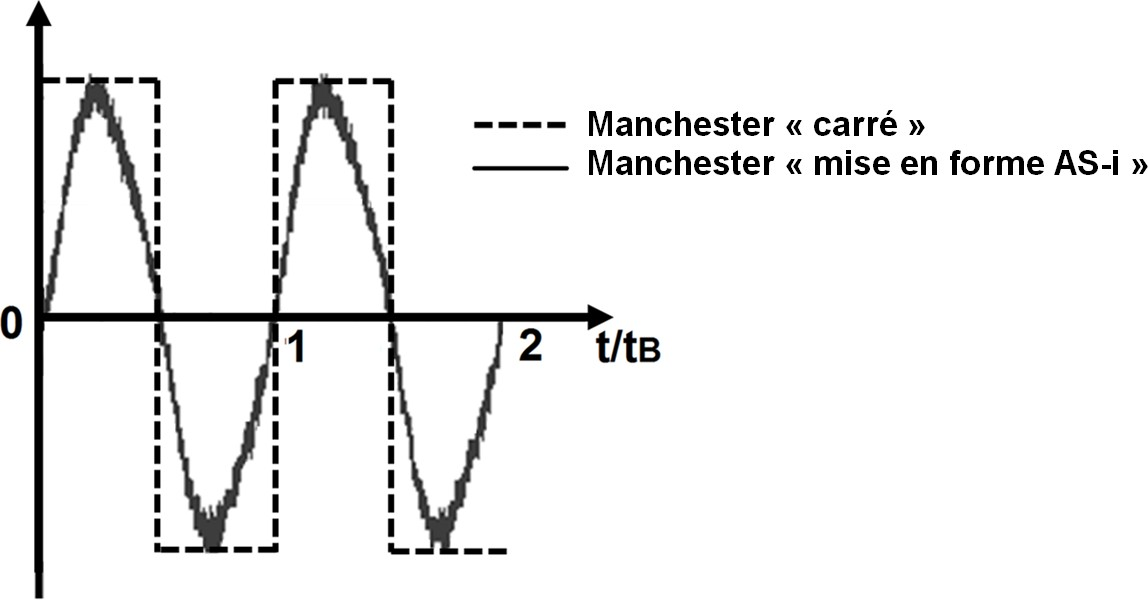 Manchester « carré »
Manchester « mise en forme AS-i »
0
1
2
t/tB